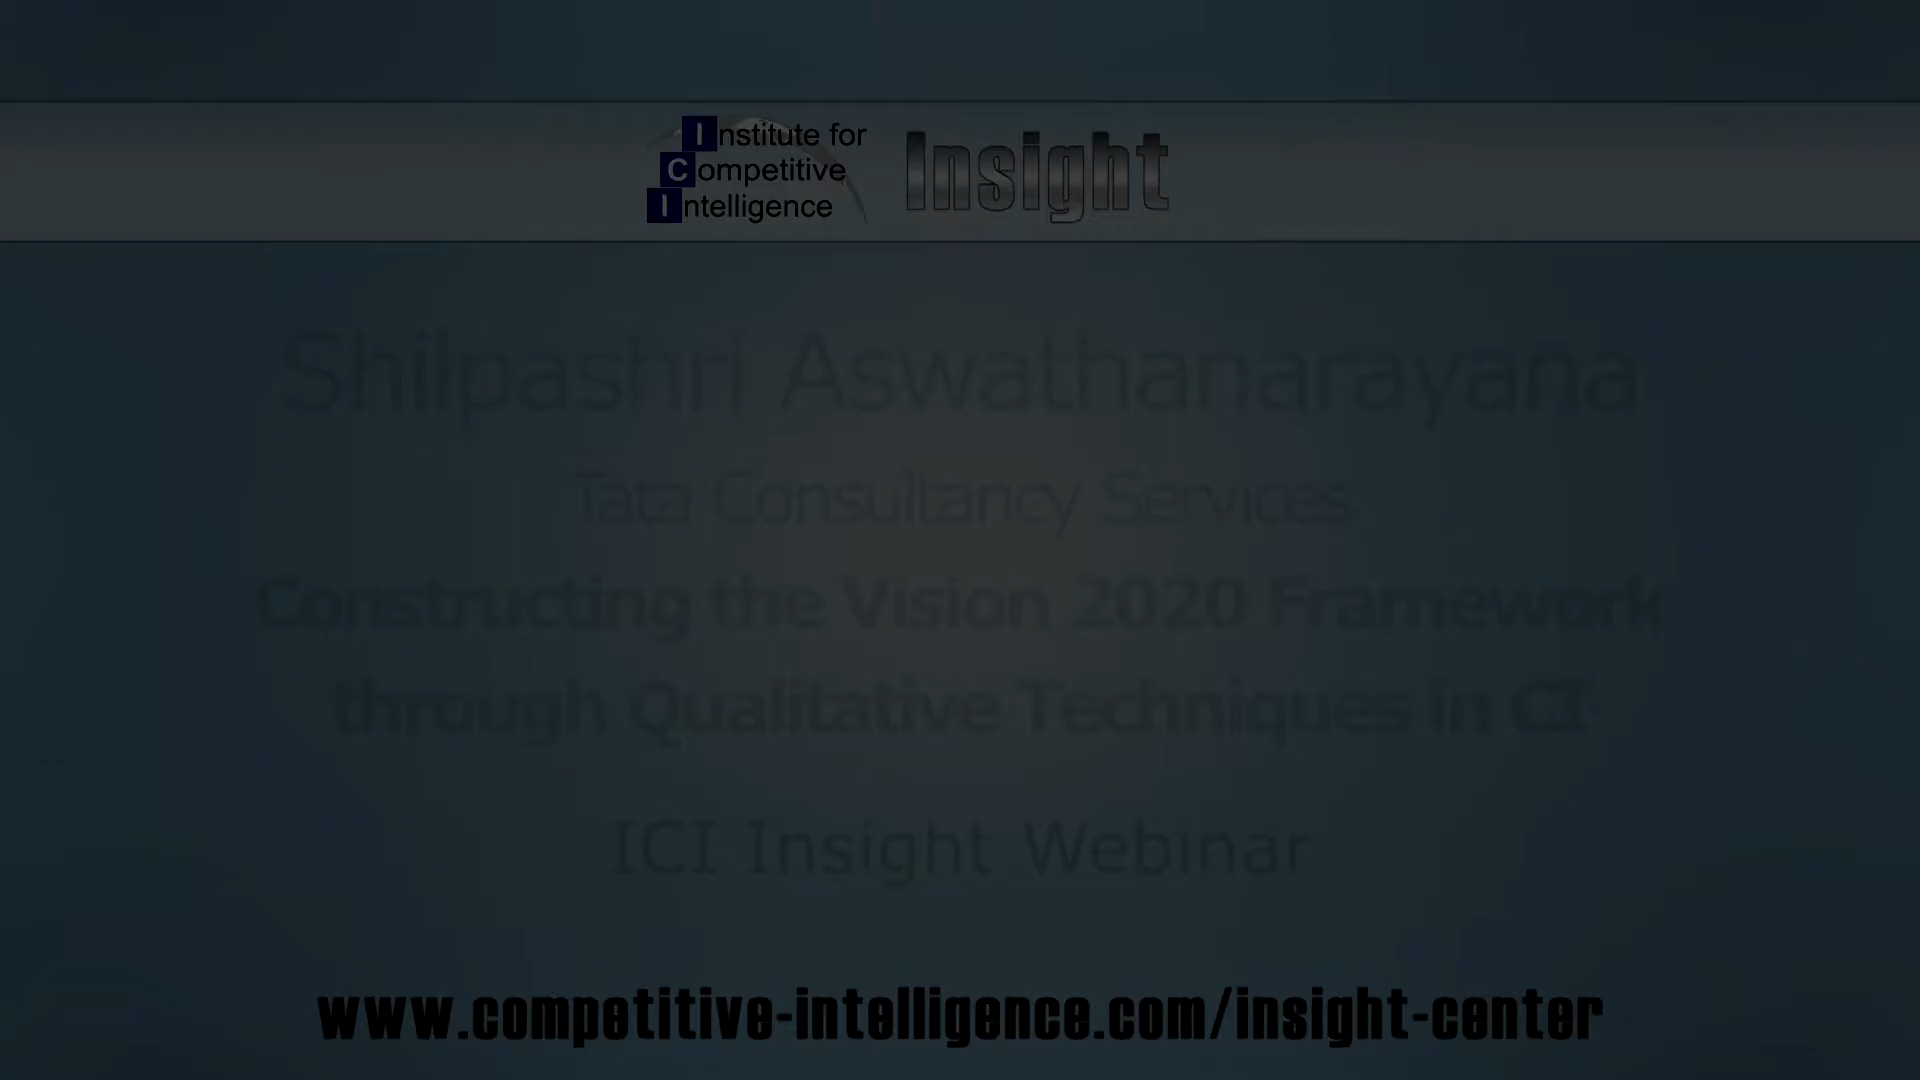 Institute for
Competitive
Intelligence
Insight
Shilpashri Aswathanarayana
Tata Consultancy Services
Constructing the Vision 2020 Framework
through Qualitative Techniques in CI
ICI Insight Webinar
www.competitive-intelligence.com/insight-center